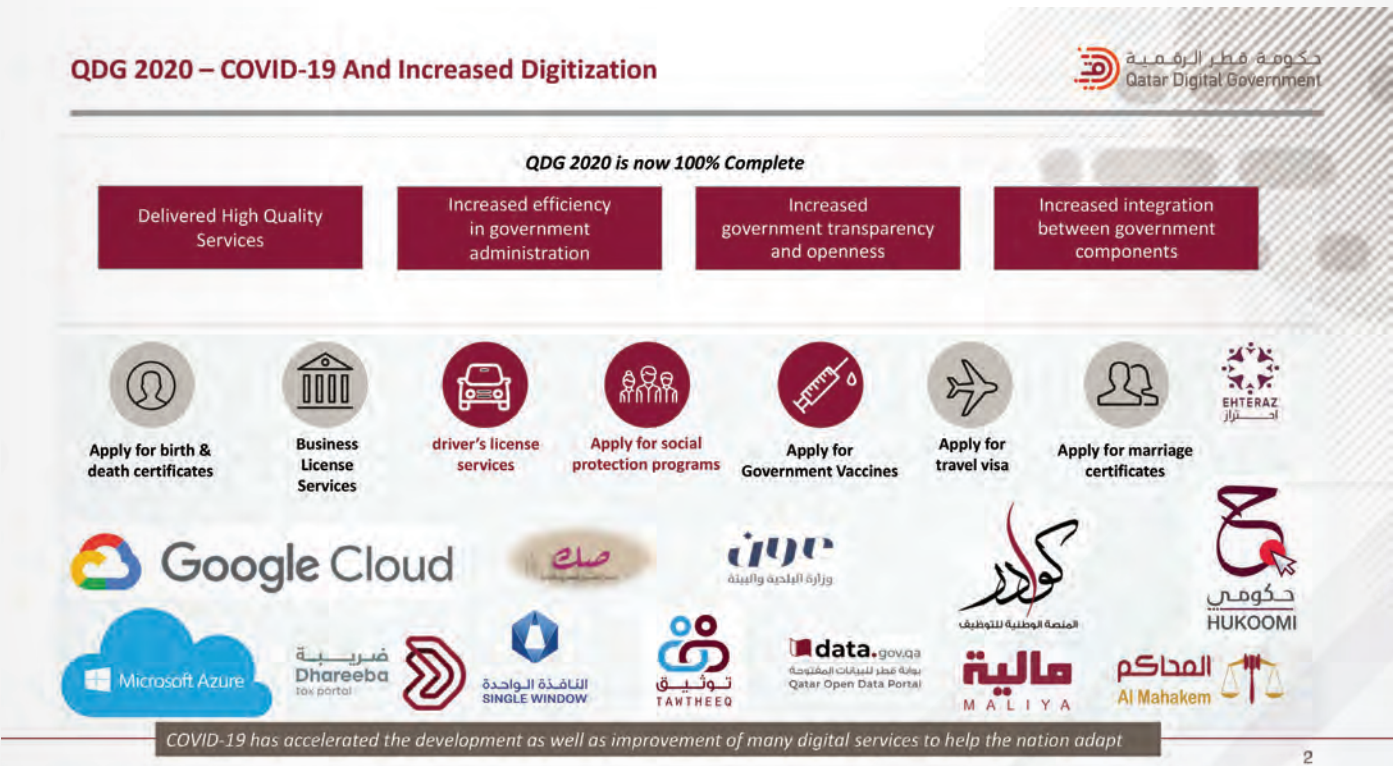 QDG 2020 – COVID-19 And Increased Digitization
حكومة قطر الرقمية
Qatar Digital Government
QDG 2020 is now 100% Complete
Delivered High Quality
Services
Increased efficiency
in government
administration
Increased
government transparency
and openness
Increased integration
between government
components
EHTERAZ
احتراز
Apply for birth &
death certificates
Business
License
Services
driver's license
services
Apply for social
protection programs
Apply for
Government Vaccines
Apply for
travel visa
Apply for marriage
certificates
Google Cloud
صك
عون
وزارة البلدية والبيئة
كوادر
المنصة الوطنية للتوظيف
حكومي
HUKOOMI
Microsoft Azure
ضريبة
Dhareeba
tax portal
النافذة الواحدة
SINGLE WINDOW
توثيق
TAWTHEEQ
data.gov.qa
بوابة قطر للبيانات المفتوحة
Qatar Open Data Portal
مالية
MALIYA
المحاكم
Al Mahakem
COVID-19 has accelerated the development as well as improvement of many digital services to help the nation adapt
2